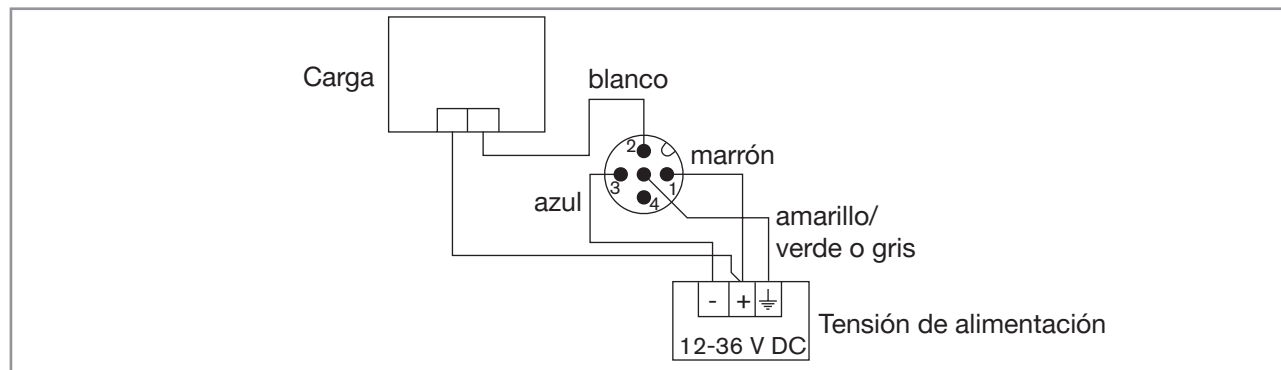 Carga
blanco
2
marrón
3
1
azul
4
amarillo/
verde o gris
- +
Tensión de alimentación
12-36 V DC